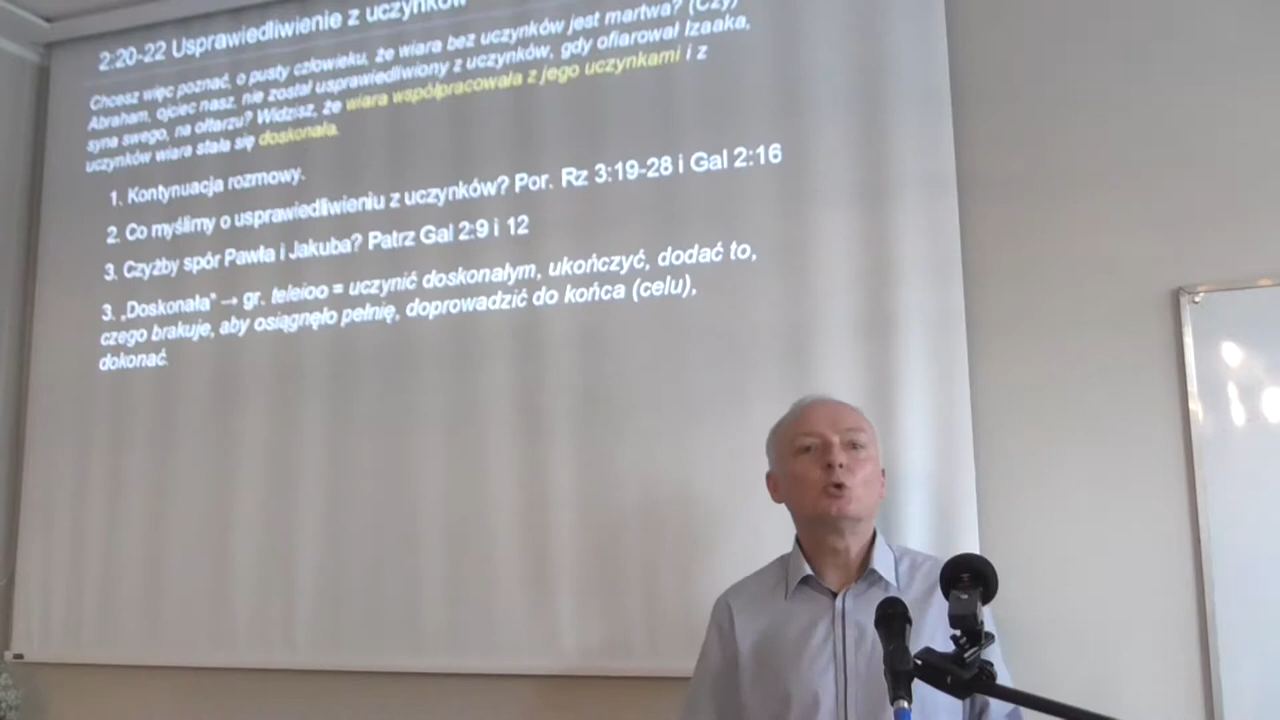 2:20-22 Usprawiedliwienie z uczynków
Chcesz więc poznać, o pusty człowieku, że wiara bez uczynków jest martwa? (Czy)
Abraham, ojciec nasz, nie został usprawiedliwiony z uczynków, gdy ofiarował Izaaka,
syna swego, na ołtarzu? Widzisz, że wiara współpracowała z jego uczynkami i z
uczynków wiara stała się doskonała.
1. Kontynuacja rozmowy.
2. Co myślimy o usprawiedliwieniu z uczynków? Por. Rz 3:19-28 i Gal 2:16
3. Czyżby spór Pawła i Jakuba? Patrz Gal 2:9 i 12
3. „Doskonała” → gr. teleioo = uczynić doskonałym, ukończyć, dodać to,
czego brakuje, aby osiągnęło pełnię, doprowadzić do końca (celu),
dokonać.